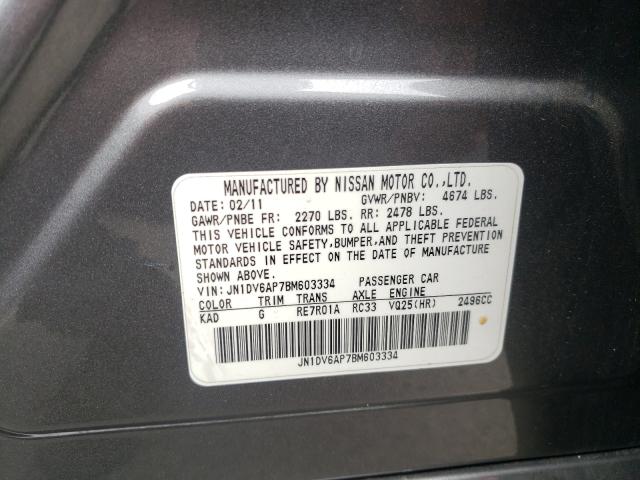 MANUFACTURED BY NISSAN MOTOR CO.,LTD.
DATE: 02/11 GVWR/PNBV: 4674 LBS.
GAWR/PNBE FR: 2270 LBS. RR: 2478 LBS.
THIS VEHICLE CONFORMS TO ALL APPLICABLE FEDERAL
MOTOR VEHICLE SAFETY,BUMPER,AND THEFT PREVENTION
STANDARDS IN EFFECT ON THE DATE OF MANUFACTURE
SHOWN ABOVE.
VIN: JN1DV6AP7BM603334 PASSENGER CAR
COLOR TRIM TRANS AXLE ENGINE
KAD G RE7R01A RC33 VQ25(HR) 2496CC
JN1DV6AP7BM603334